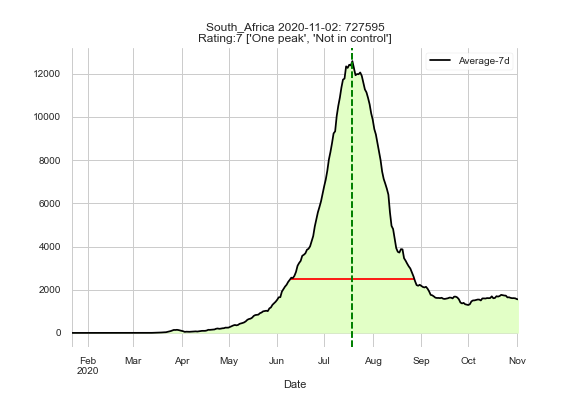 South_Africa 2020-11-02: 727595
Rating:7 ['One peak', 'Not in control']
Average-7d
12000
10000
8000
6000
4000
2000
0
Feb Mar Apr May Jun Jul Aug Sep Oct Nov
2020
Date